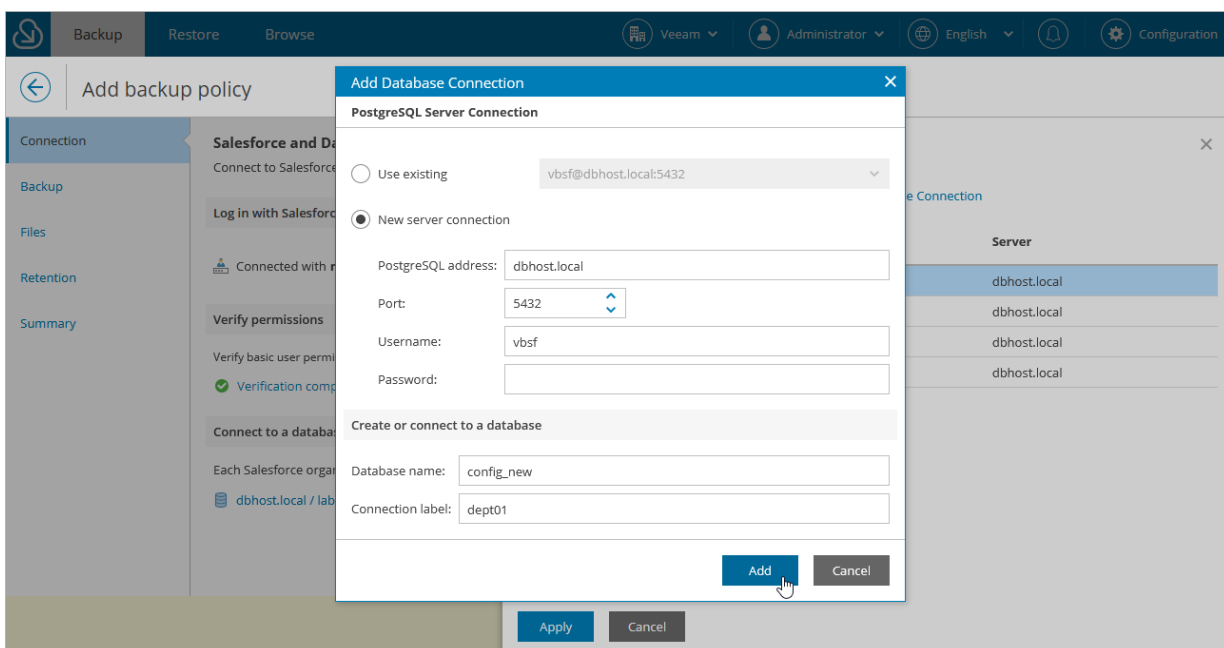 Backup Restore Browse Veeam Administrator English Configuration
Add backup policy
Connection
Backup
Files
Retention
Summary
Salesforce and Da
Connect to Salesforce
Log in with Salesforc
Connected with
Verify permissions
Verify basic user permi
Verification comp
Connect to a databa
Each Salesforce organ
dbhost.local / lab
Add Database Connection
PostgreSQL Server Connection
Use existing vbsf@dbhost.local:5432
New server connection
PostgreSQL address: dbhost.local
Port: 5432
Username: vbsf
Password:
Create or connect to a database
Database name: config_new
Connection label: dept01
Add Cancel
e Connection
Server
dbhost.local
dbhost.local
dbhost.local
dbhost.local
Apply Cancel